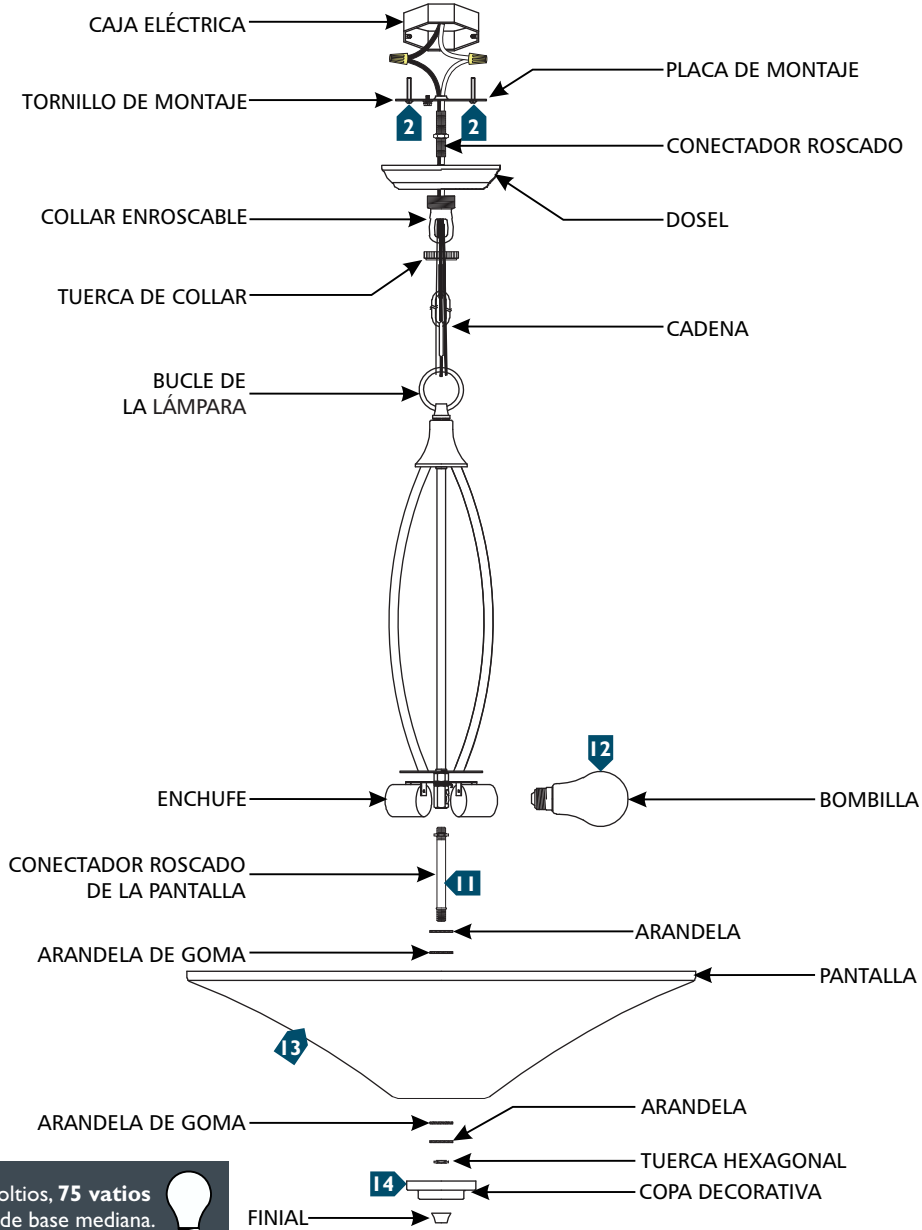 CAJA ELÉCTRICA
PLACA DE MONTAJE
TORNILLO DE MONTAJE
2
2
CONECTADOR ROSCADO
COLLAR ENROSCABLE
DOSEL
TUERCA DE COLLAR
CADENA
BUCLE DE
LA LÁMPARA
12
ENCHUFE
BOMBILLA
CONECTADOR ROSCADO
DE LA PANTALLA
11
ARANDELA
ARANDELA DE GOMA
PANTALLA
13
ARANDELA
ARANDELA DE GOMA
TUERCA HEXAGONAL
14
COPA DECORATIVA
oltios, 75 vatios
de base mediana.
FINIAL